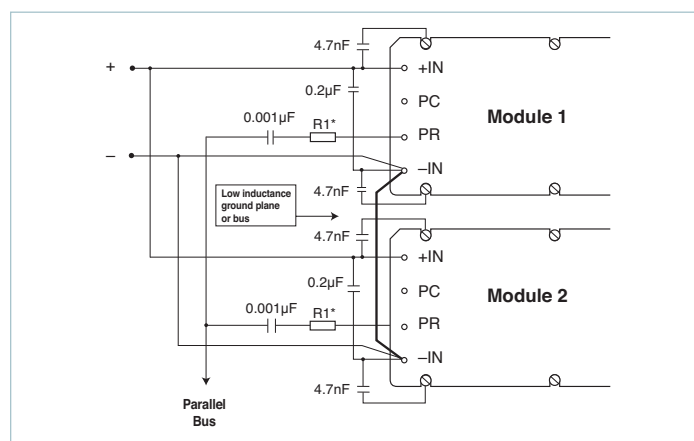 4.7nF
+
+IN
0.2µF
PC
Module 1
0.001µF
R1*
PR
–
–IN
4.7nF
Low inductance
ground plane
or bus
4.7nF
+IN
0.2µF
PC
Module 2
0.001µF
R1*
PR
–IN
4.7nF
Parallel
Bus